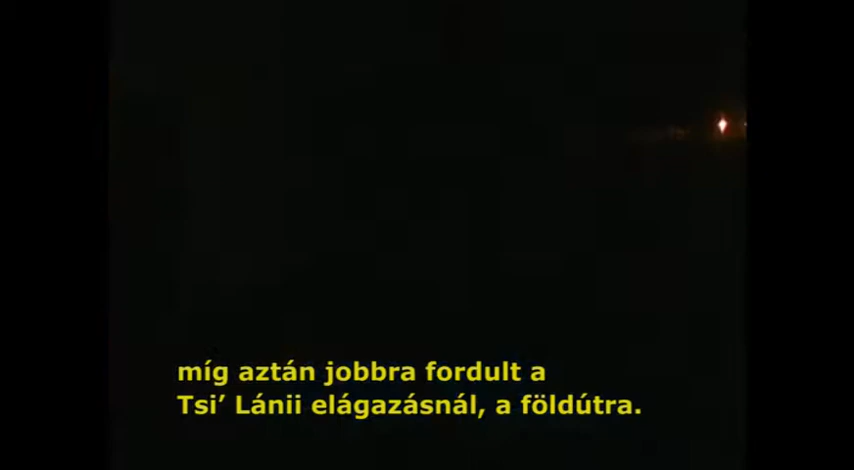 míg aztán jobbra fordult a
Tsi’ Lánii elágazásnál, a földútra.